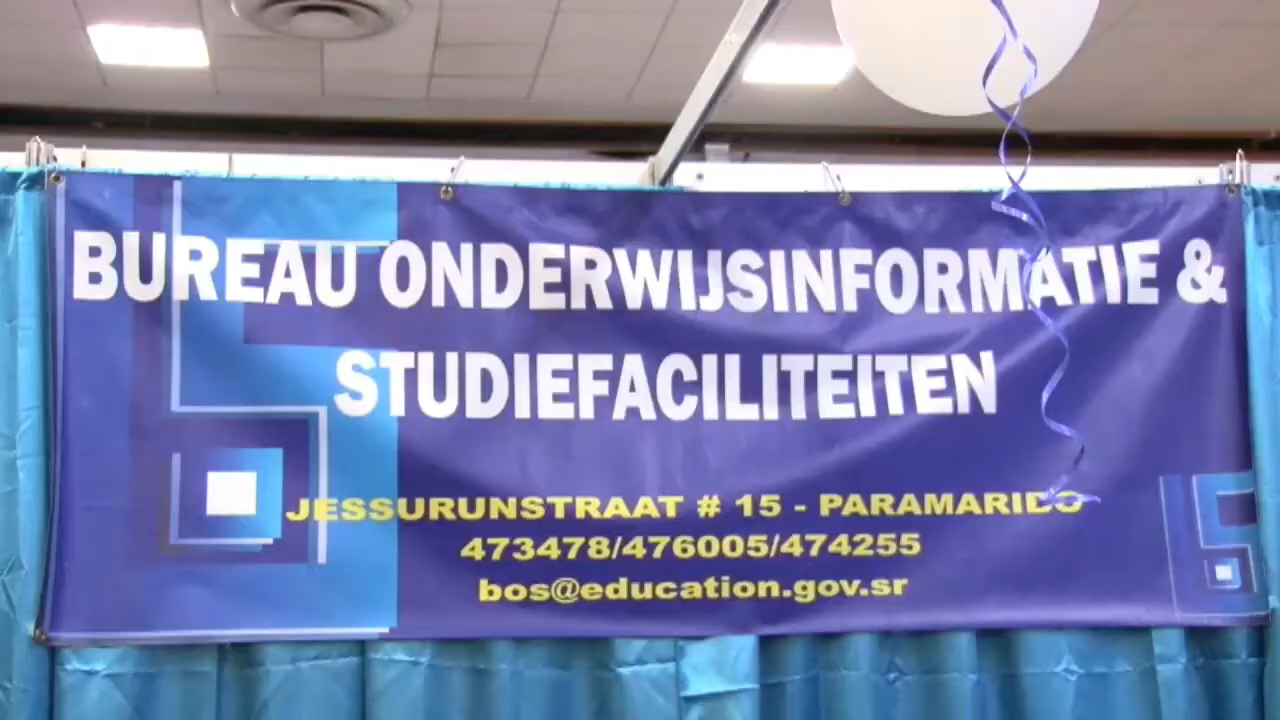 BUREAU ONDERWIJSINFORMATIE &
STUDIEFACILITEITEN
JESSURUNSTRAAT # 15 - PARAMARIBO
473478/476005/474255
bos@education.gov.sr